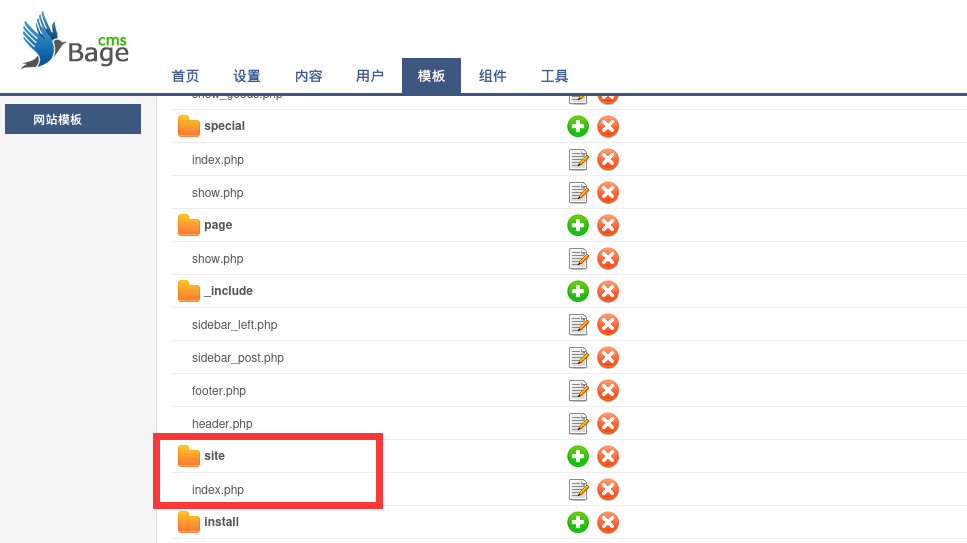 cms
Bage
首页 设置 内容 用户 模板 组件 工具
网站模板
show_goods.php
special
index.php
show.php
page
show.php
_include
sidebar_left.php
sidebar_post.php
footer.php
header.php
site
index.php
install